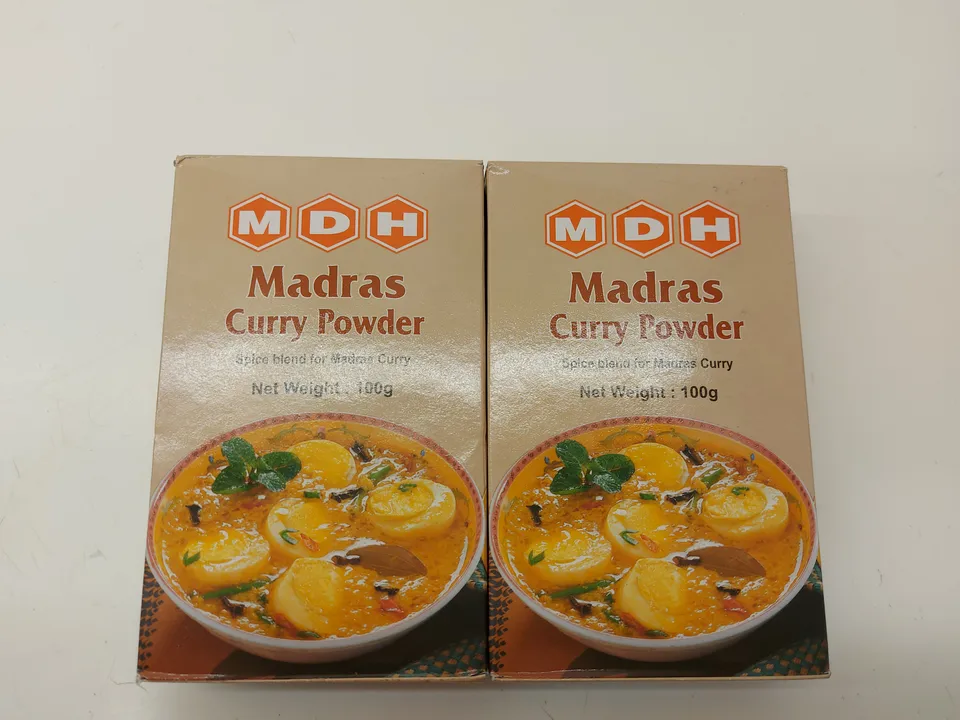 MDH
Madras
Curry Powder
Spice blend for Madras Curry
Net Weight : 100g
MDH
Madras
Curry Powder
Spice blend for Madras Curry
Net Weight : 100g